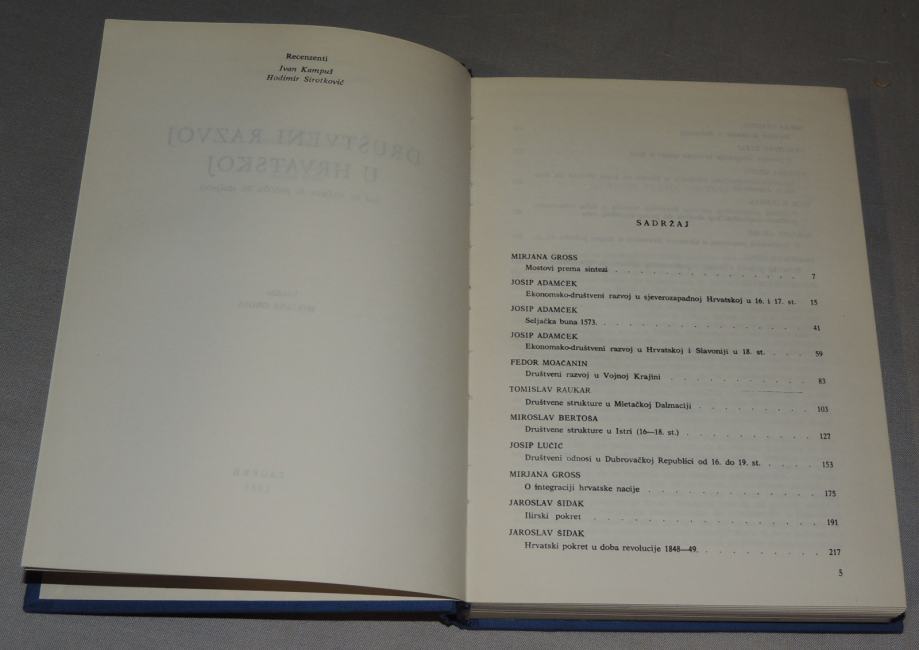 Recenzenti
Ivan Kampuš
Hodimir Sirotković
DRUŠTVENI RAZVOJ
U HRVATSKOJ
ZAGREB
SADRŽAJ
MIRJANA GROSS
Mostovi prema sintezi . . . . . . . . . . . . . . 7
JOSIP ADAMČEK
Ekonomsko-društveni razvoj u sjeverozapadnoj Hrvatskoj u 16. i 17. st. 15
JOSIP ADAMČEK
Seljačka buna 1573. . . . . . . . . . . . . . . 41
JOSIP ADAMČEK
Ekonomsko-društveni razvoj u Hrvatskoj i Slavoniji u 18. st. . . . 59
FEDOR MOAČANIN
Društveni razvoj u Vojnoj Krajini . . . . . . . . . . 83
TOMISLAV RAUKAR
Društvene strukture u Mletačkoj Dalmaciji . . . . . . . . 103
MIROSLAV BERTOŠA
Društvene strukture u Istri (16—18. st.) . . . . . . . . . 127
JOSIP LUČIĆ
Društveni odnosi u Dubrovačkoj Republici od 16. do 19. st. . . . . 153
MIRJANA GROSS
O integraciji hrvatske nacije . . . . . . . . . . . 175
JAROSLAV ŠIDAK
Ilirski pokret . . . . . . . . . . . . . . . 191
JAROSLAV ŠIDAK
Hrvatski pokret u doba revolucije 1848—49. . . . . . . . . 217
5